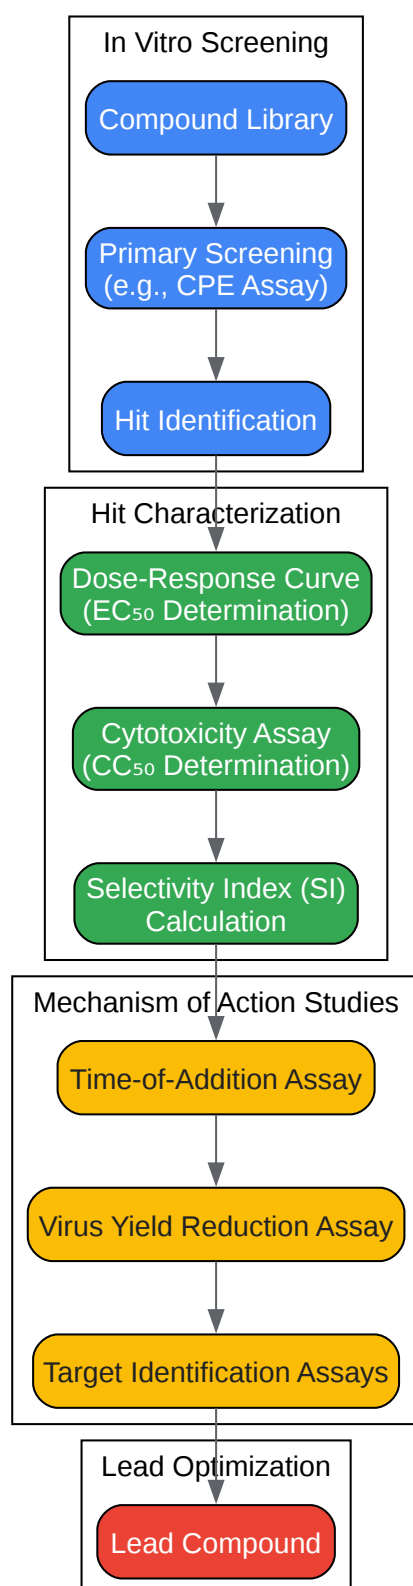 In Vitro Screening
Compound Library
Primary Screening
(e.g., CPE Assay)
Hit Identification
Hit Characterization
Dose-Response Curve
(EC₅₀ Determination)
Cytotoxicity Assay
(CC₅₀ Determination)
Selectivity Index (SI)
Calculation
Mechanism of Action Studies
Time-of-Addition Assay
Virus Yield Reduction Assay
Target Identification Assays
Lead Optimization
Lead Compound